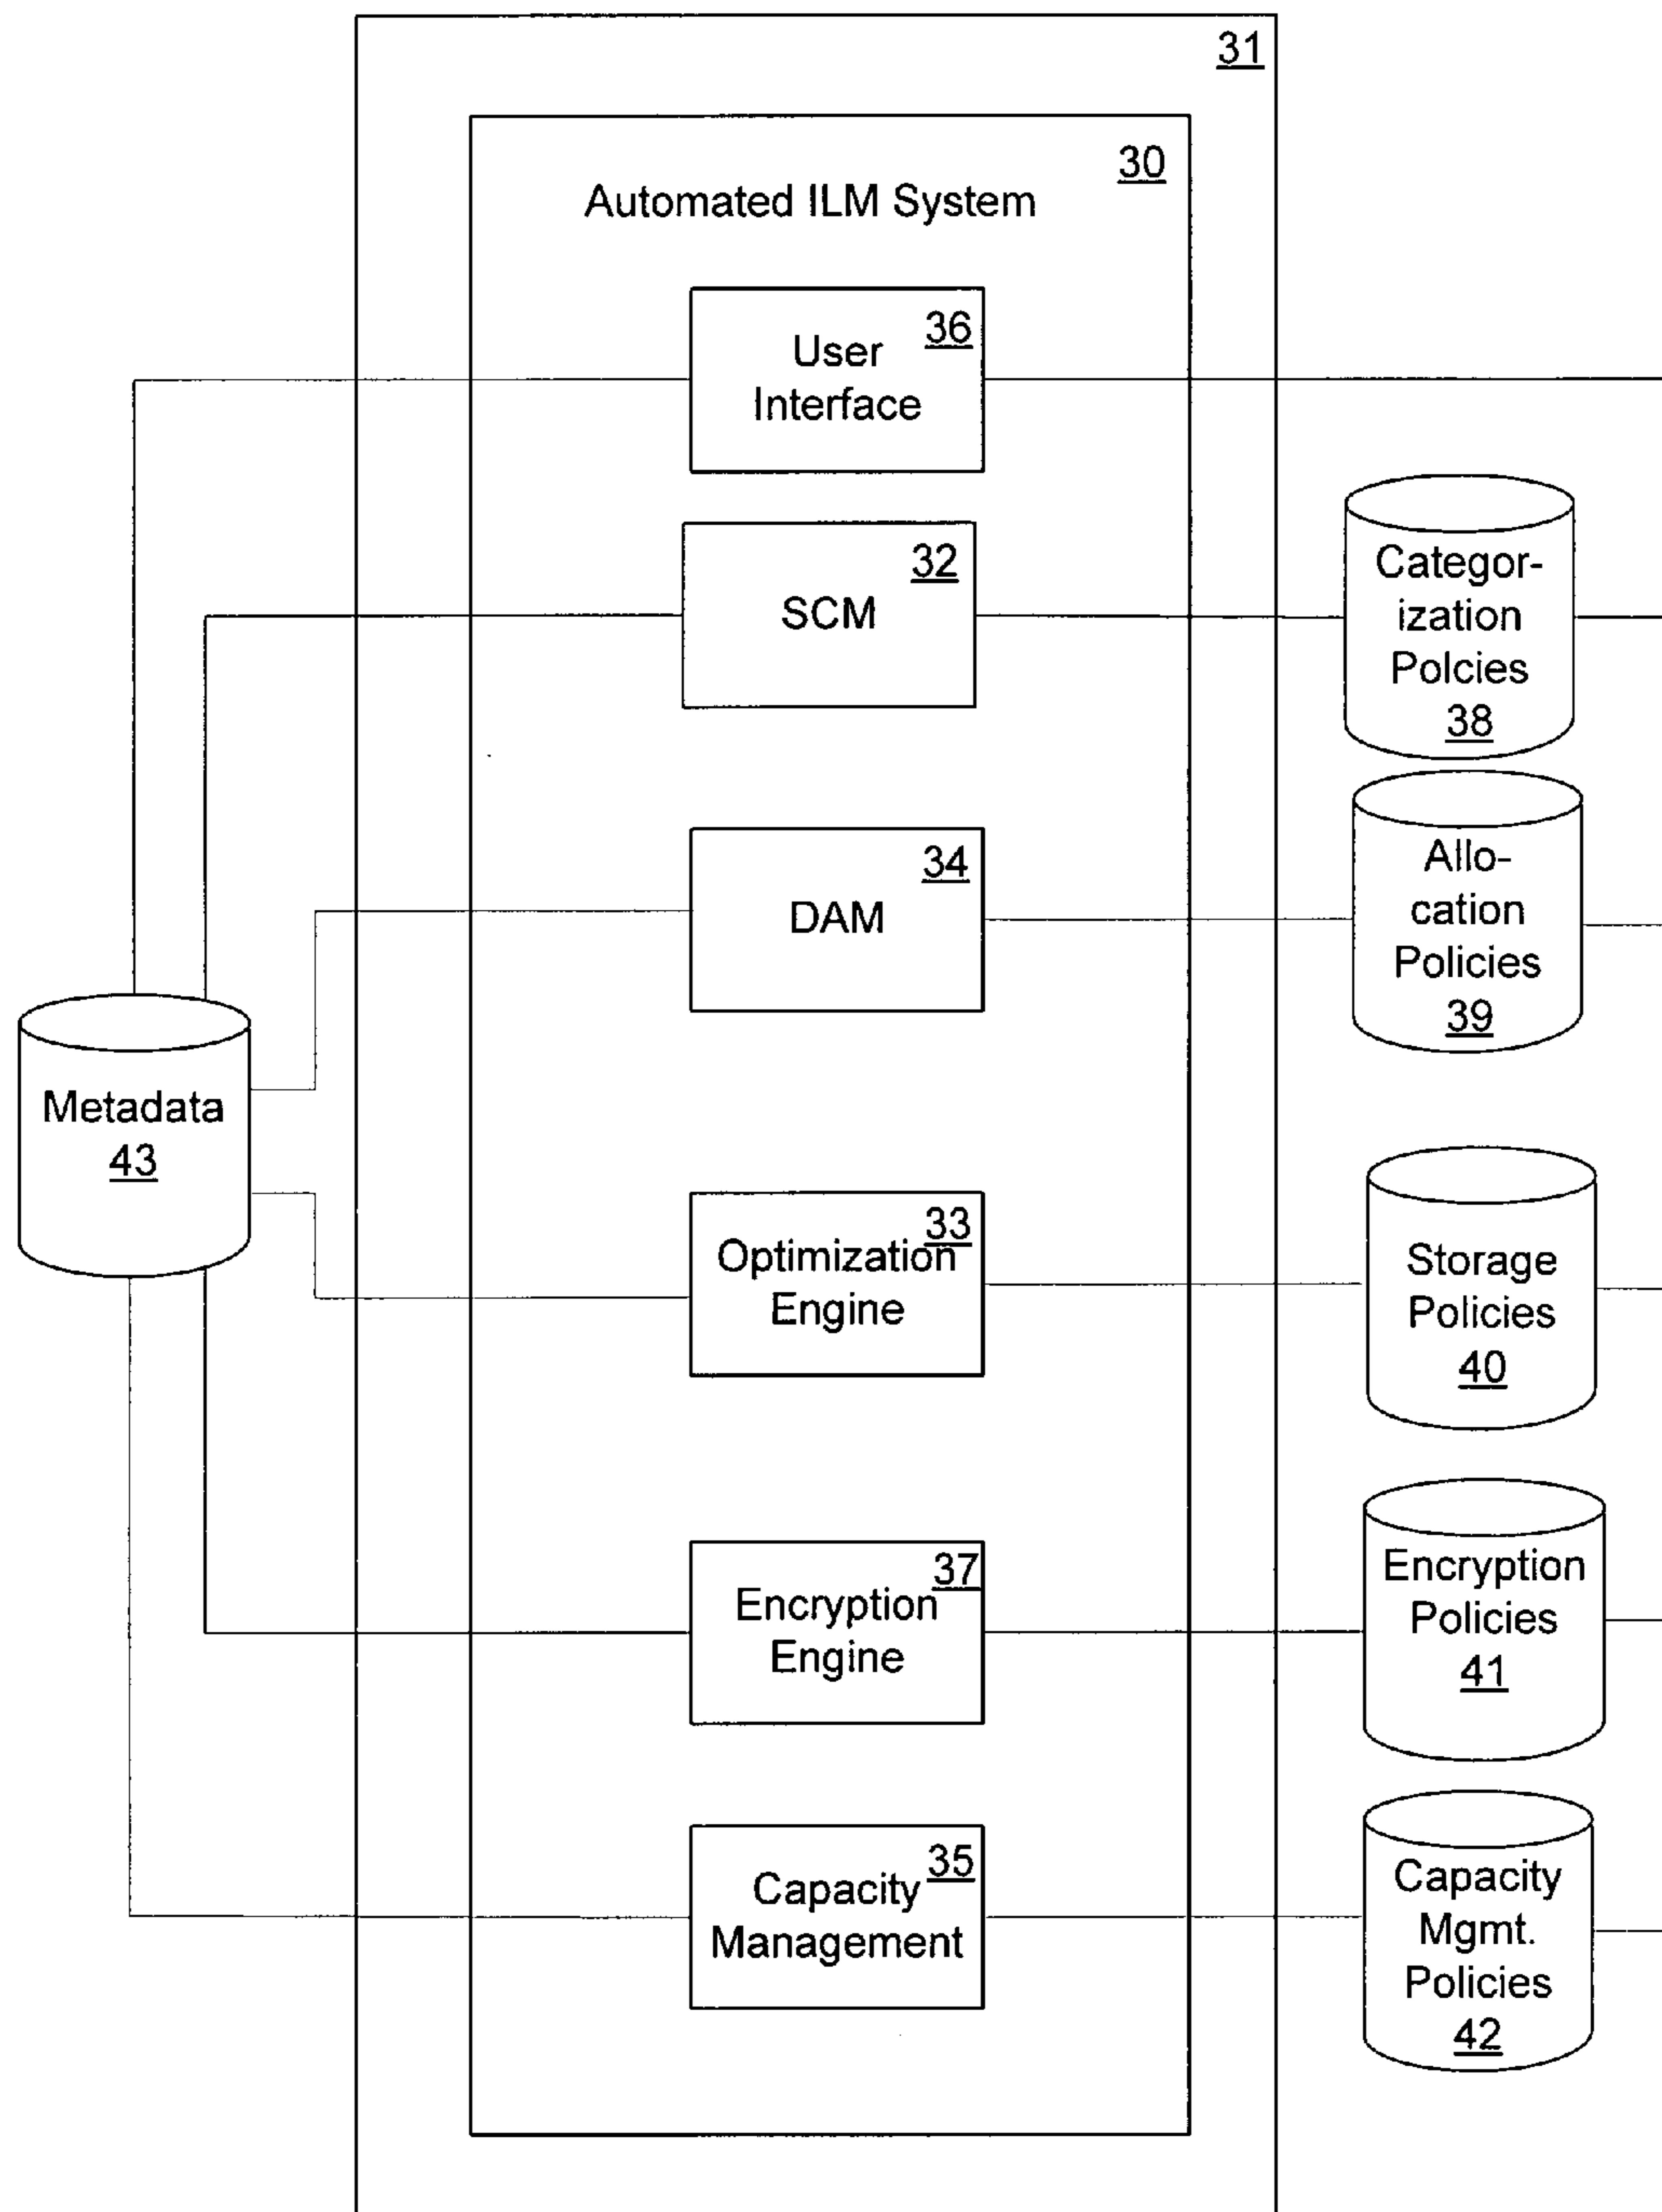 31
30
Automated ILM System
36
User
Interface
32
SCM
Categor-
ization
Polcies
38
34
DAM
Allo-
cation
Policies
39
Metadata
43
33
Optimization
Engine
Storage
Policies
40
37
Encryption
Engine
Encryption
Policies
41
35
Capacity
Management
Capacity
Mgmt.
Policies
42